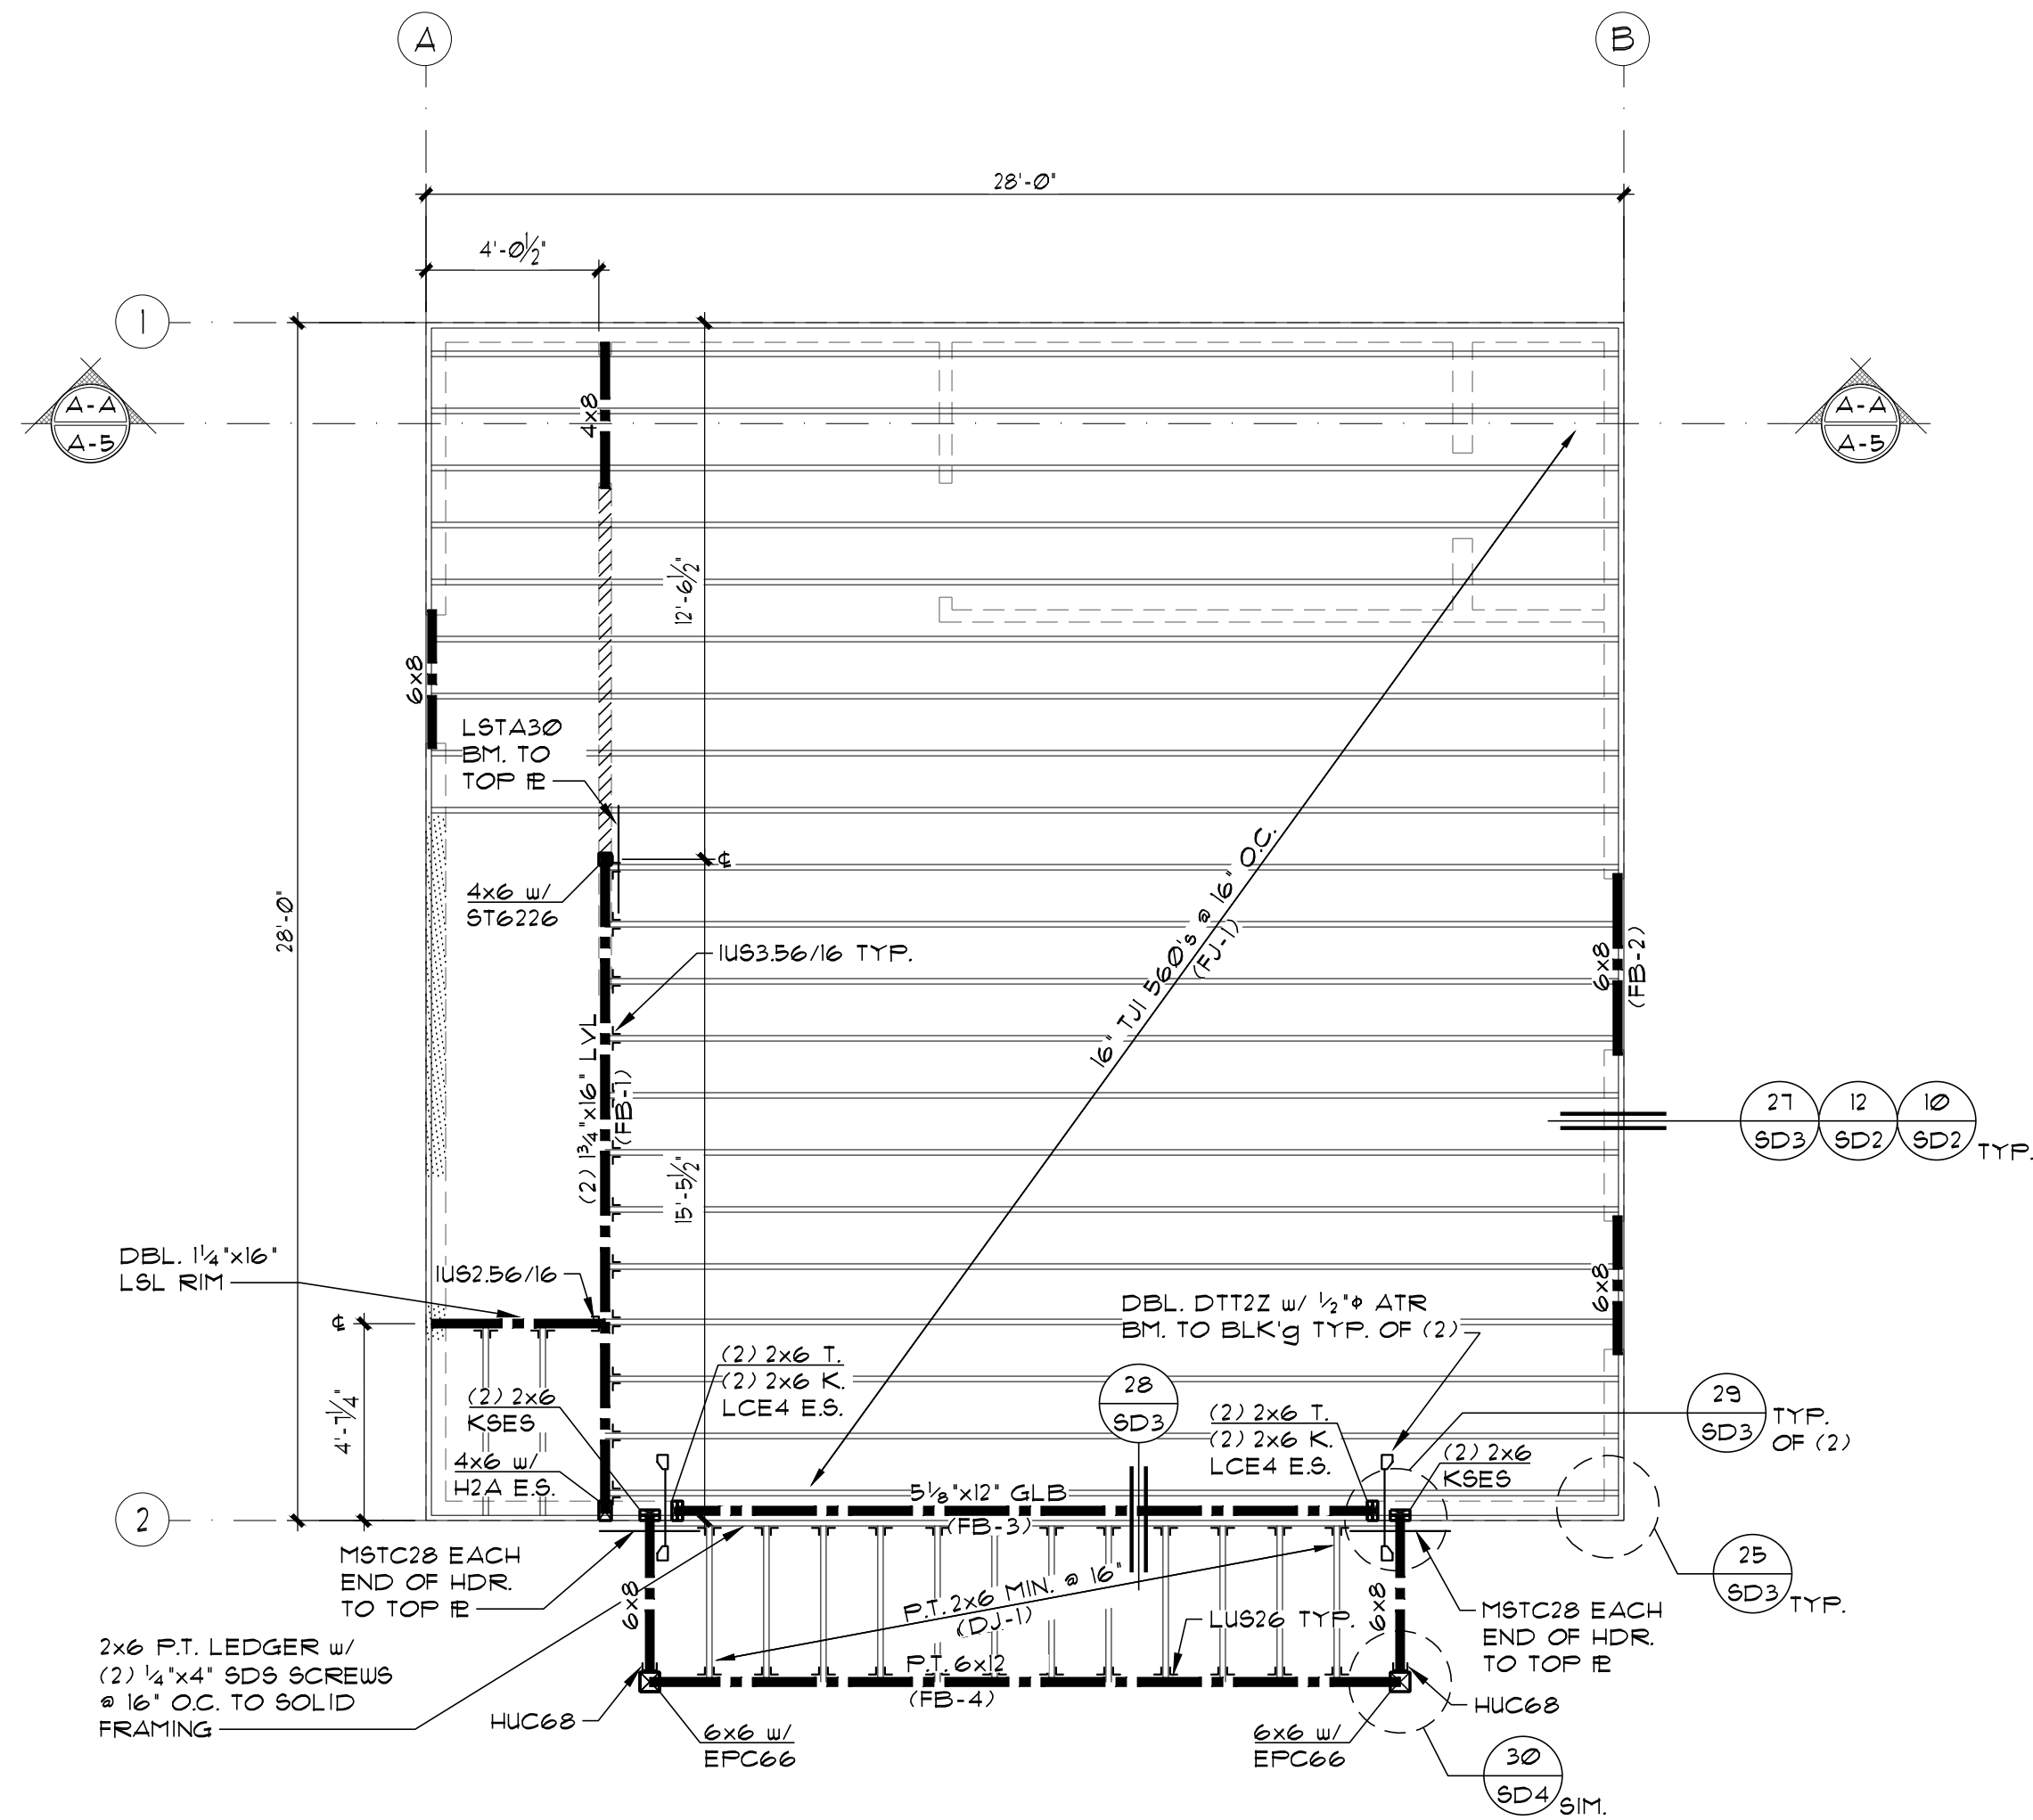 A
B
28'-0"
4'-0½"
1
A-A
A-5
A-A
A-5
4x8
12'-6½"
6x8
LSTA30
BM. TO
TOP PL
28'-0"
℄
4x6 w/
ST6226
IUS3.56/16 TYP.
16" TJI 560's @ 16" O.C.
(FJ-1)
6x8
(FB-2)
(2) 1¾"x16" LVL
(FB-1)
15'-5½"
27
SD3
12
SD2
10
SD2
TYP.
DBL. 1¼"x16"
LSL RIM
IUS2.56/16
6x8
℄
DBL. DTT2Z w/ ½"Φ ATR
BM. TO BLK'g TYP. OF (2)
4'-7¼"
(2) 2x6 T.
(2) 2x6 K.
LCE4 E.S.
28
SD3
(2) 2x6
KSES
(2) 2x6 T.
(2) 2x6 K.
LCE4 E.S.
29
SD3
TYP.
OF (2)
(2) 2x6
KSES
4x6 w/
H2A E.S.
2
5⅛"x12" GLB
(FB-3)
MSTC28 EACH
END OF HDR.
TO TOP PL
25
SD3
TYP.
6x8
P.T. 2x6 MIN. @ 16"
(DJ-1)
LUS26 TYP.
6x8
MSTC28 EACH
END OF HDR.
TO TOP PL
2x6 P.T. LEDGER w/
(2) ¼"x4" SDS SCREWS
@ 16" O.C. TO SOLID
FRAMING
P.T. 6x12
(FB-4)
HUC68
HUC68
6x6 w/
EPC66
6x6 w/
EPC66
30
SD4
SIM.